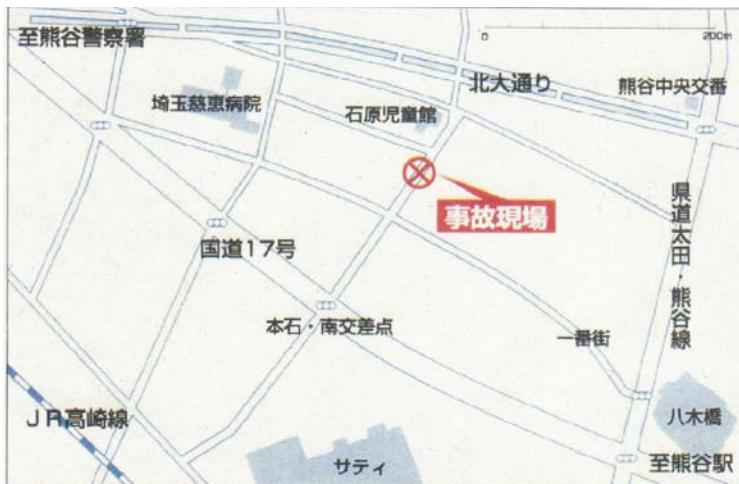 至熊谷警察署
0
200m
北大通り
熊谷中央交番
埼玉慈恵病院
石原児童館
事故現場
県道太田・熊谷線
国道17号
本石・南交差点
一番街
JR高崎線
八木橋
サティ
至熊谷駅